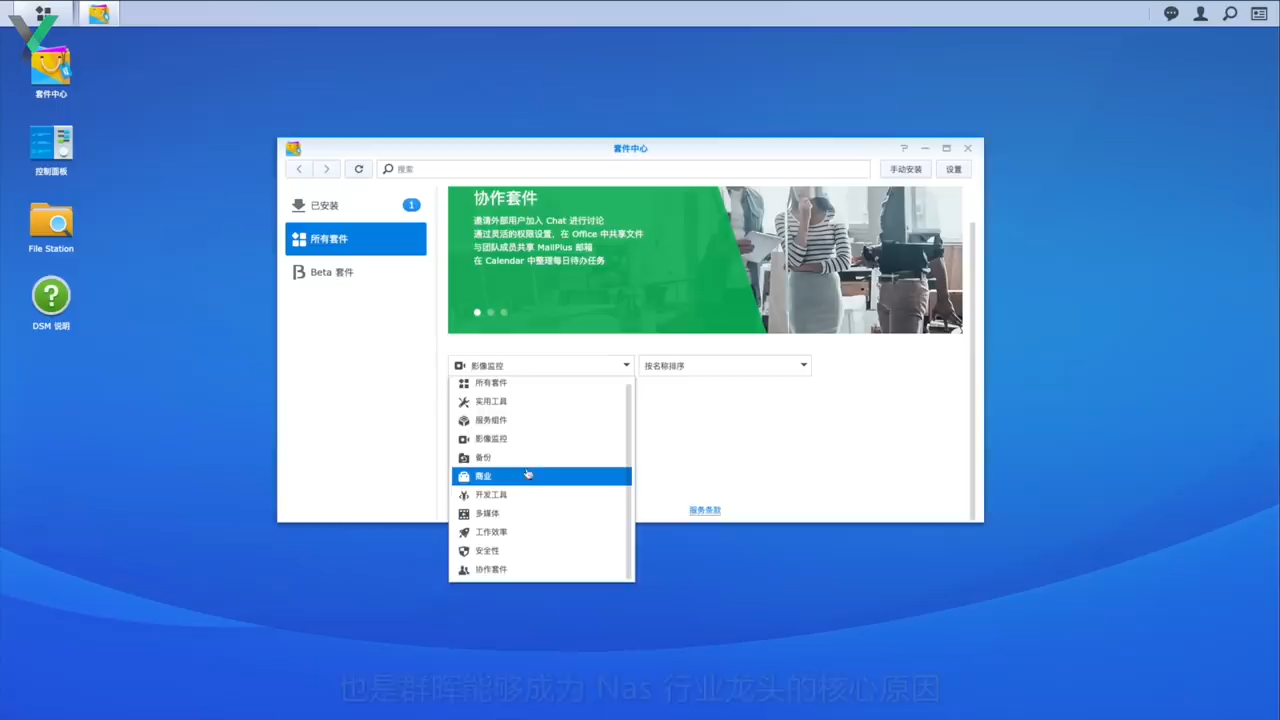 套件中心
控制面板
File Station
DSM 说明
套件中心
搜索
手动安装
设置
已安装
1
所有套件
Beta 套件
协作套件
邀请外部用户加入 Chat 进行讨论
通过灵活的权限设置，在 Office 中共享文件
与团队成员共享 MailPlus 邮箱
在 Calendar 中整理每日待办任务
影像监控
按名称排序
所有套件
实用工具
服务组件
影像监控
备份
商业
开发工具
多媒体
工作效率
安全性
协作套件
服务条款
也是群晖能够成为 Nas 行业龙头的核心原因